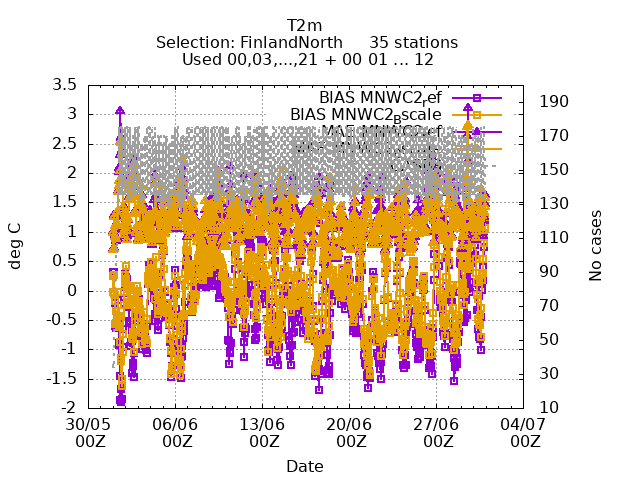 T2m
Selection: FinlandNorth 35 stations
Used 00,03,...,21 + 00 01 ... 12
BIAS MNWC2_ref
BIAS MNWC2_Bscale
MAE MNWC2_ref
deg C
No cases
3.5
3
2.5
2
1.5
1
0.5
0
-0.5
-1
-1.5
-2
190
170
150
130
110
90
70
50
30
10
30/05 06/06 13/06 20/06 27/06 04/07
00Z 00Z 00Z 00Z 00Z 00Z
Date